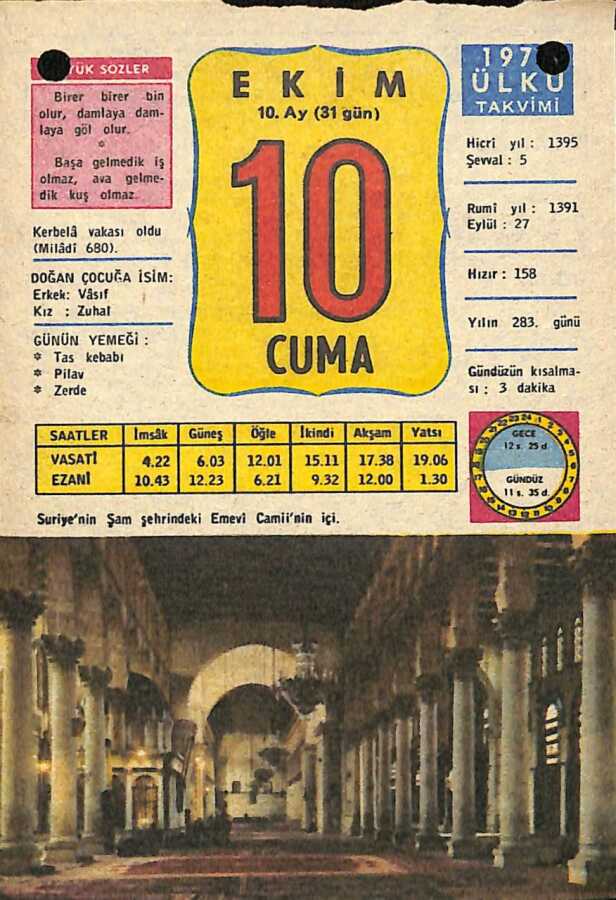 YÜK SÖZLER
Birer birer bin
olur, damlaya dam-
laya göl olur.
*
Başa gelmedik iş
olmaz, ava gelme-
dik kuş olmaz.
Kerbelâ vakası oldu
(Milâdî 680).
DOĞAN ÇOCUĞA İSİM:
Erkek: Vâsıf
Kız : Zuhal
GÜNÜN YEMEĞİ :
* Tas kebabı
* Pilav
* Zerde
EKİM
10. Ay (31 gün)
10
CUMA
197
ÜLKÜ
TAKVİMİ
Hicrî yıl : 1395
Şevval : 5
Rumî yıl : 1391
Eylül : 27
Hızır : 158
Yılın 283. günü
Gündüzün kısalma-
sı : 3 dakika
SAATLER İmsâk Güneş Öğle İkindi Akşam Yatsı
VASATÎ 4.22 6.03 12.01 15.11 17.38 19.06
EZANÎ 10.43 12.23 6.21 9.32 12.00 1.30
GECE
12 s. 25 d.
GÜNDÜZ
11 s. 35 d.
Suriye'nin Şam şehrindeki Emevî Camii'nin içi.